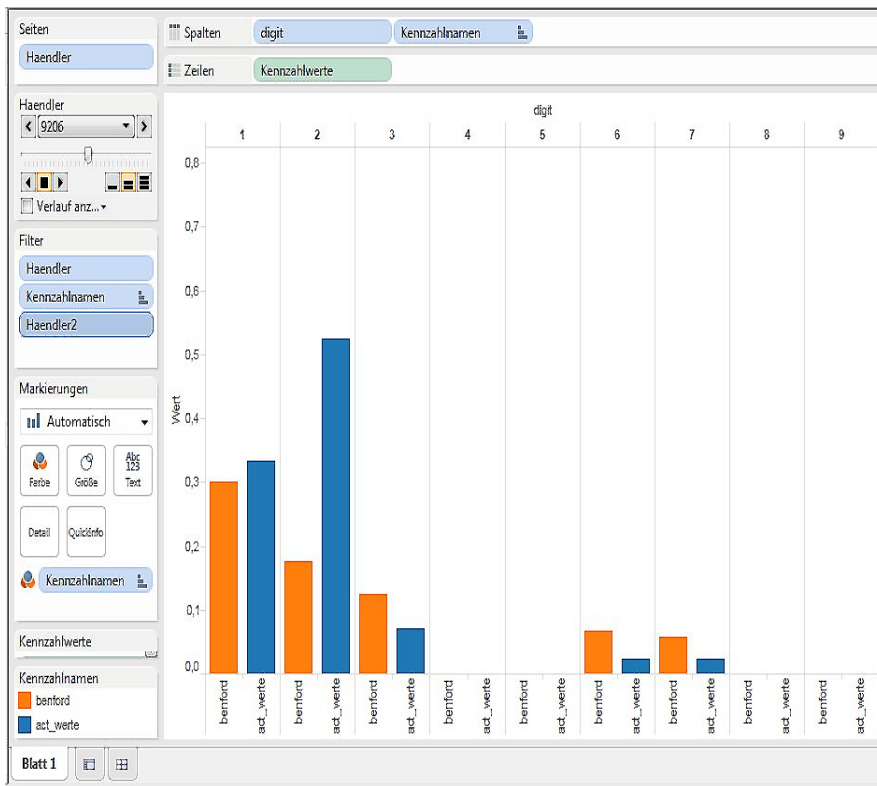 Seiten
Haendler
Spalten digit Kennzahlnamen
Zeilen Kennzahlwerte
Haendler
9206
Verlauf anz...
Filter
Haendler
Kennzahlnamen
Haendler2
Markierungen
Automatisch
Farbe Größe Abc 123 Text
Detail QuickInfo
Kennzahlnamen
Kennzahlwerte
Kennzahlnamen
benford
act_werte
digit
1 2 3 4 5 6 7 8 9
Wert
0,8
0,7
0,6
0,5
0,4
0,3
0,2
0,1
0,0
benford act_werte benford act_werte benford act_werte benford act_werte benford act_werte benford act_werte benford act_werte benford act_werte benford act_werte
Blatt 1